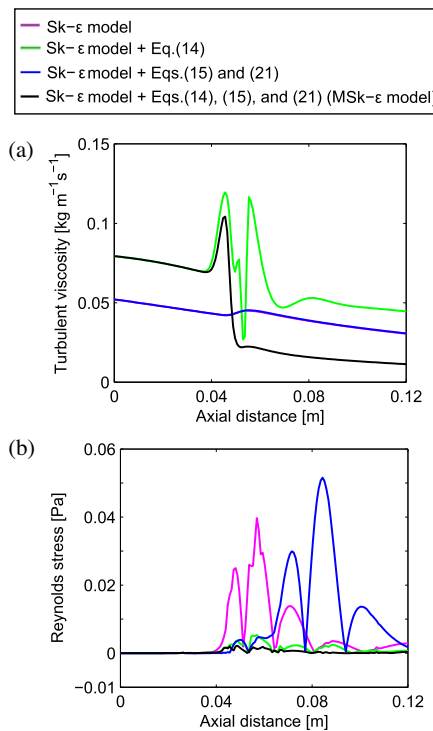 Sk-ε model
Sk- ε model + Eq.(14)
Sk-ε model + Eqs.(15) and (21)
Sk-ε model + Eqs.(14), (15), and (21) (MSk-ε model)
(a)
Turbulent viscosity [kg m⁻¹s⁻¹]
0.15
0.1
0.05
0
0
0.04
0.08
0.12
Axial distance [m]
(b)
Reynolds stress [Pa]
0.06
0.04
0.02
0
−0.01
0
0.04
0.08
0.12
Axial distance [m]